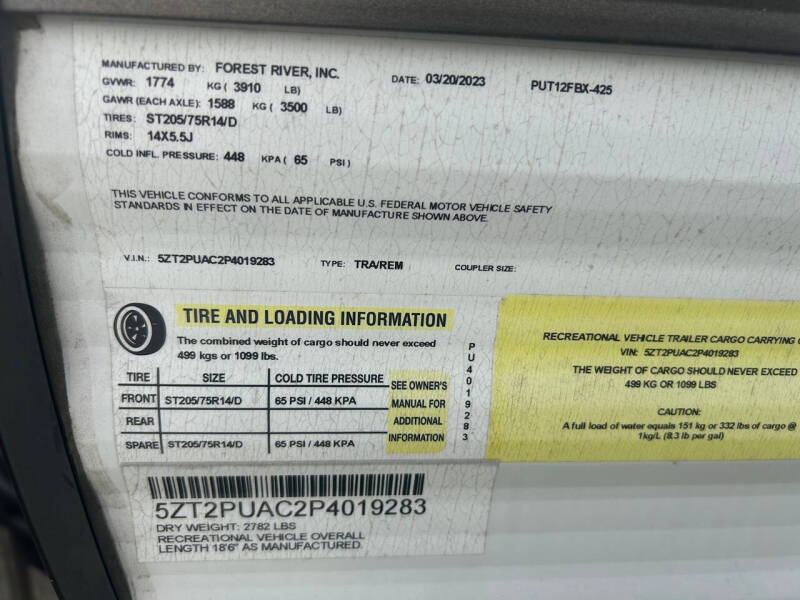 MANUFACTURED BY: FOREST RIVER, INC. DATE: 03/20/2023 PUT12FBX-425
GVWR: 1774 KG ( 3910 LB)
GAWR (EACH AXLE): 1588 KG ( 3500 LB)
TIRES: ST205/75R14/D
RIMS: 14X5.5J
COLD INFL. PRESSURE: 448 KPA ( 65 PSI)
THIS VEHICLE CONFORMS TO ALL APPLICABLE U.S. FEDERAL MOTOR VEHICLE SAFETY
STANDARDS IN EFFECT ON THE DATE OF MANUFACTURE SHOWN ABOVE.
V.I.N.: 5ZT2PUAC2P4019283 TYPE: TRA/REM COUPLER SIZE:
TIRE AND LOADING INFORMATION
The combined weight of cargo should never exceed
499 kgs or 1099 lbs.
TIRE SIZE COLD TIRE PRESSURE
FRONT ST205/75R14/D 65 PSI / 448 KPA
REAR
SPARE ST205/75R14/D 65 PSI / 448 KPA
SEE OWNER'S
MANUAL FOR
ADDITIONAL
INFORMATION
PU4019283
RECREATIONAL VEHICLE TRAILER CARGO CARRYING
VIN: 5ZT2PUAC2P4019283
THE WEIGHT OF CARGO SHOULD NEVER EXCEED
499 KG OR 1099 LBS
CAUTION:
A full load of water equals 151 kg or 332 lbs of cargo @
1kg/L (8.3 lb per gal)
5ZT2PUAC2P4019283
DRY WEIGHT: 2782 LBS
RECREATIONAL VEHICLE OVERALL
LENGTH 18'6" AS MANUFACTURED.